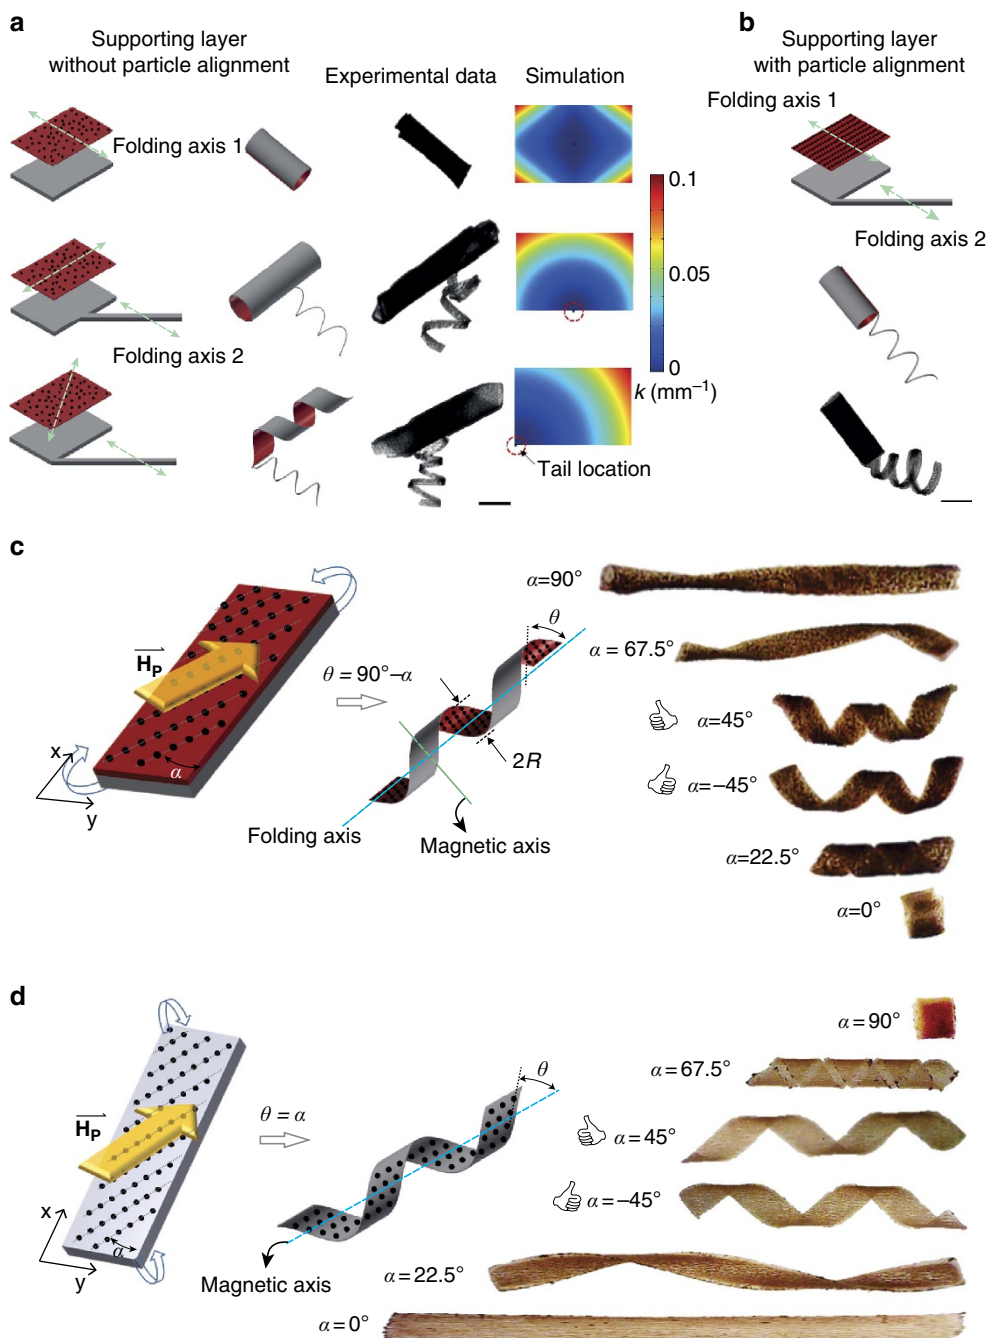 a
Supporting layer
without particle alignment
Experimental data
Simulation
Folding axis 1
Folding axis 2
0.1
0.05
0
k (mm⁻¹)
Tail location
b
Supporting layer
with particle alignment
Folding axis 1
Folding axis 2
c
H_P
α
x
y
θ = 90°–α
θ
2R
Folding axis
Magnetic axis
α=90°
α = 67.5°
α=45°
α=–45°
α=22.5°
α=0°
d
H_P
α
x
y
θ = α
θ
Magnetic axis
α = 90°
α = 67.5°
α = 45°
α = –45°
α = 22.5°
α = 0°